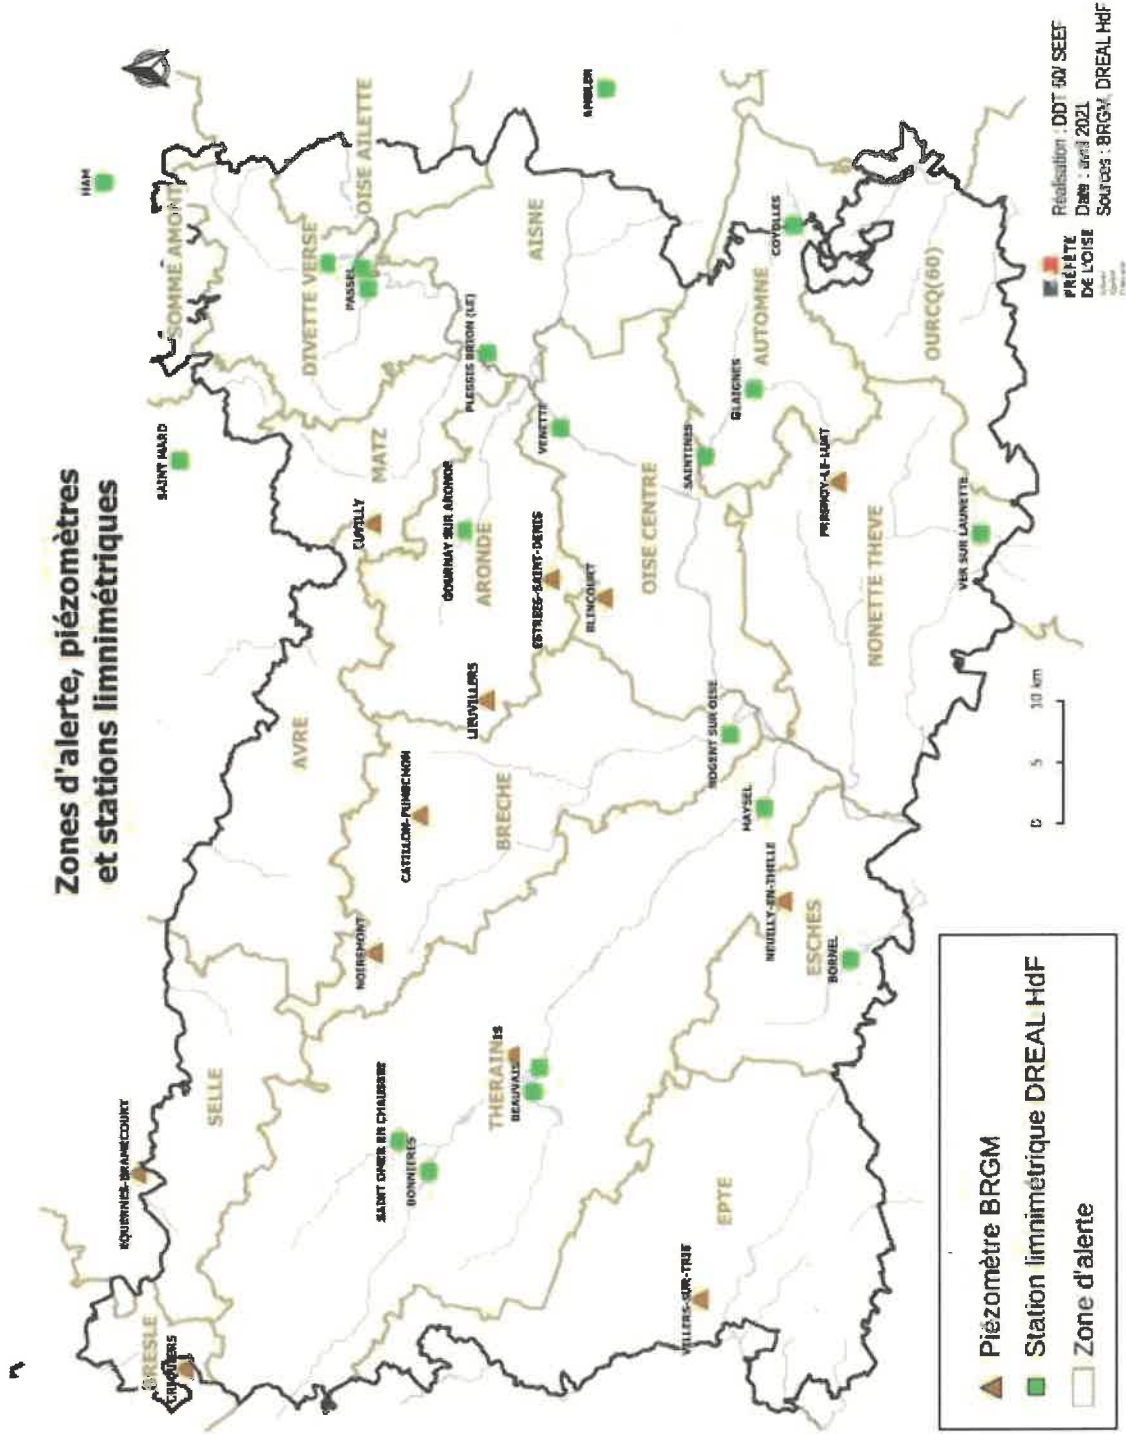 Zones d'alerte, piézomètres
et stations limnimétriques
HAM
SAINT MARD
SOMME AMONT
DIVETTE VERSE
OISE AILETTE
PASSEL
PLESSIS BRION (LE)
AISNE
MATZ
CUVILLY
GOURNAY SUR ARONDE
ARONDE
VENETTE
ESTREES-SAINT-DENIS
BLINCOURT
OISE CENTRE
SAINTINES
GLAIGNES
AUTOMNE
COYOLLES
OURCQ(60)
FRESNOY-LE-LUAT
VER SUR LAUNETTE
NONETTE THEVE
AVRE
LIEUVILLERS
CATILLON-FUMECHON
BRECHE
NOGENT SUR OISE
MAYSEL
NEUILLY-EN-THELLE
ESCHES
BORNEL
NOIREMONT
SELLE
THERAIN
IS
BEAUVAIS
SAINT OMER EN CHAUSSEE
BONNIERES
BRESLE
EPTE
VILLERS-SUR-TRIE
0 5 10 km
Piézomètre BRGM
Station limnimétrique DREAL HdF
Zone d'alerte
PRÉFÈTE
DE L'OISE
Réalisation : DDT 60/ SEEF
Date : avril 2021
Sources : BRGM, DREAL HdF